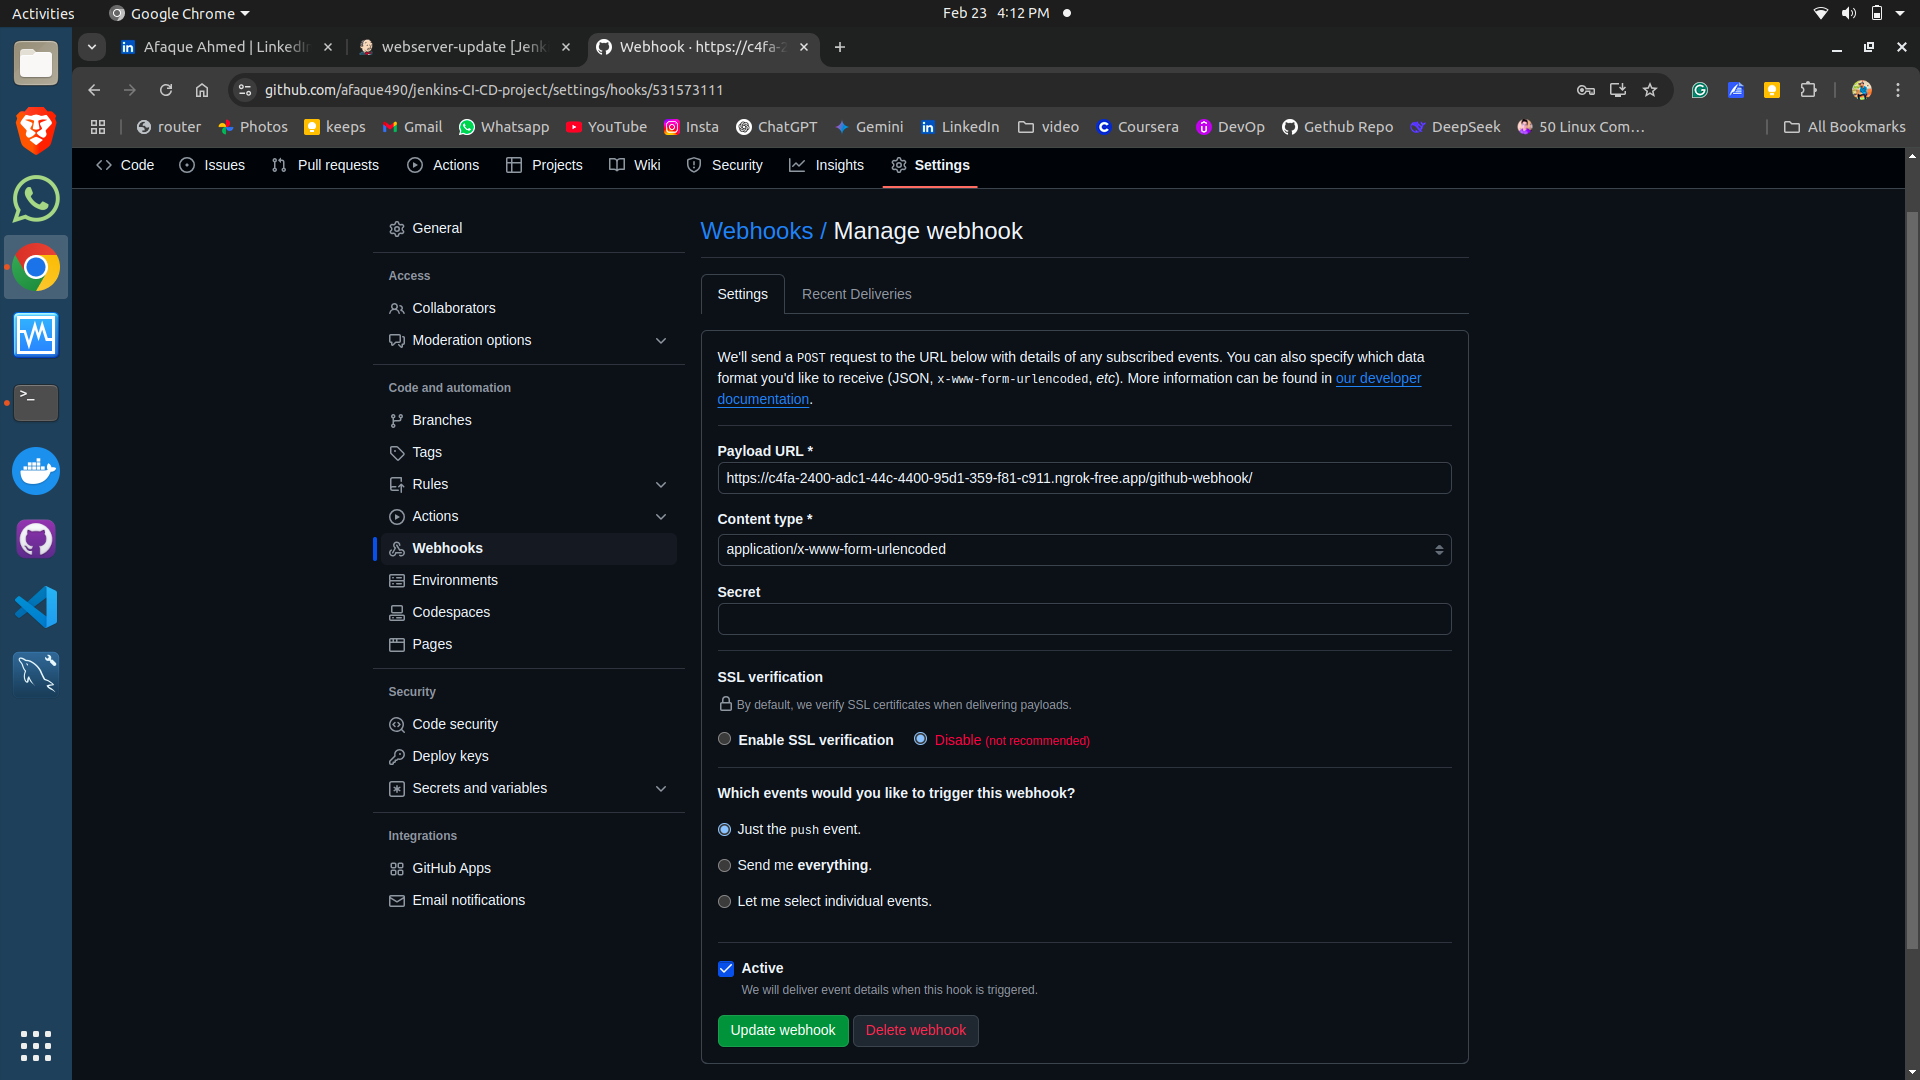 Activities
Google Chrome
Feb 23 4:12 PM
Afaque Ahmed | LinkedIn
webserver-update [Jenk
Webhook · https://c4fa-2
github.com/afaque490/jenkins-CI-CD-project/settings/hooks/531573111
router
Photos
keeps
Gmail
Whatsapp
YouTube
Insta
ChatGPT
Gemini
LinkedIn
video
Coursera
DevOp
Gethub Repo
DeepSeek
50 Linux Com…
All Bookmarks
Code
Issues
Pull requests
Actions
Projects
Wiki
Security
Insights
Settings
General
Access
Collaborators
Moderation options
Code and automation
Branches
Tags
Rules
Actions
Webhooks
Environments
Codespaces
Pages
Security
Code security
Deploy keys
Secrets and variables
Integrations
GitHub Apps
Email notifications
Webhooks / Manage webhook
Settings
Recent Deliveries
We'll send a POST request to the URL below with details of any subscribed events. You can also specify which data
format you'd like to receive (JSON, x-www-form-urlencoded, etc). More information can be found in our developer
documentation.
Payload URL *
https://c4fa-2400-adc1-44c-4400-95d1-359-f81-c911.ngrok-free.app/github-webhook/
Content type *
application/x-www-form-urlencoded
Secret
SSL verification
By default, we verify SSL certificates when delivering payloads.
Enable SSL verification
Disable (not recommended)
Which events would you like to trigger this webhook?
Just the push event.
Send me everything.
Let me select individual events.
Active
We will deliver event details when this hook is triggered.
Update webhook
Delete webhook